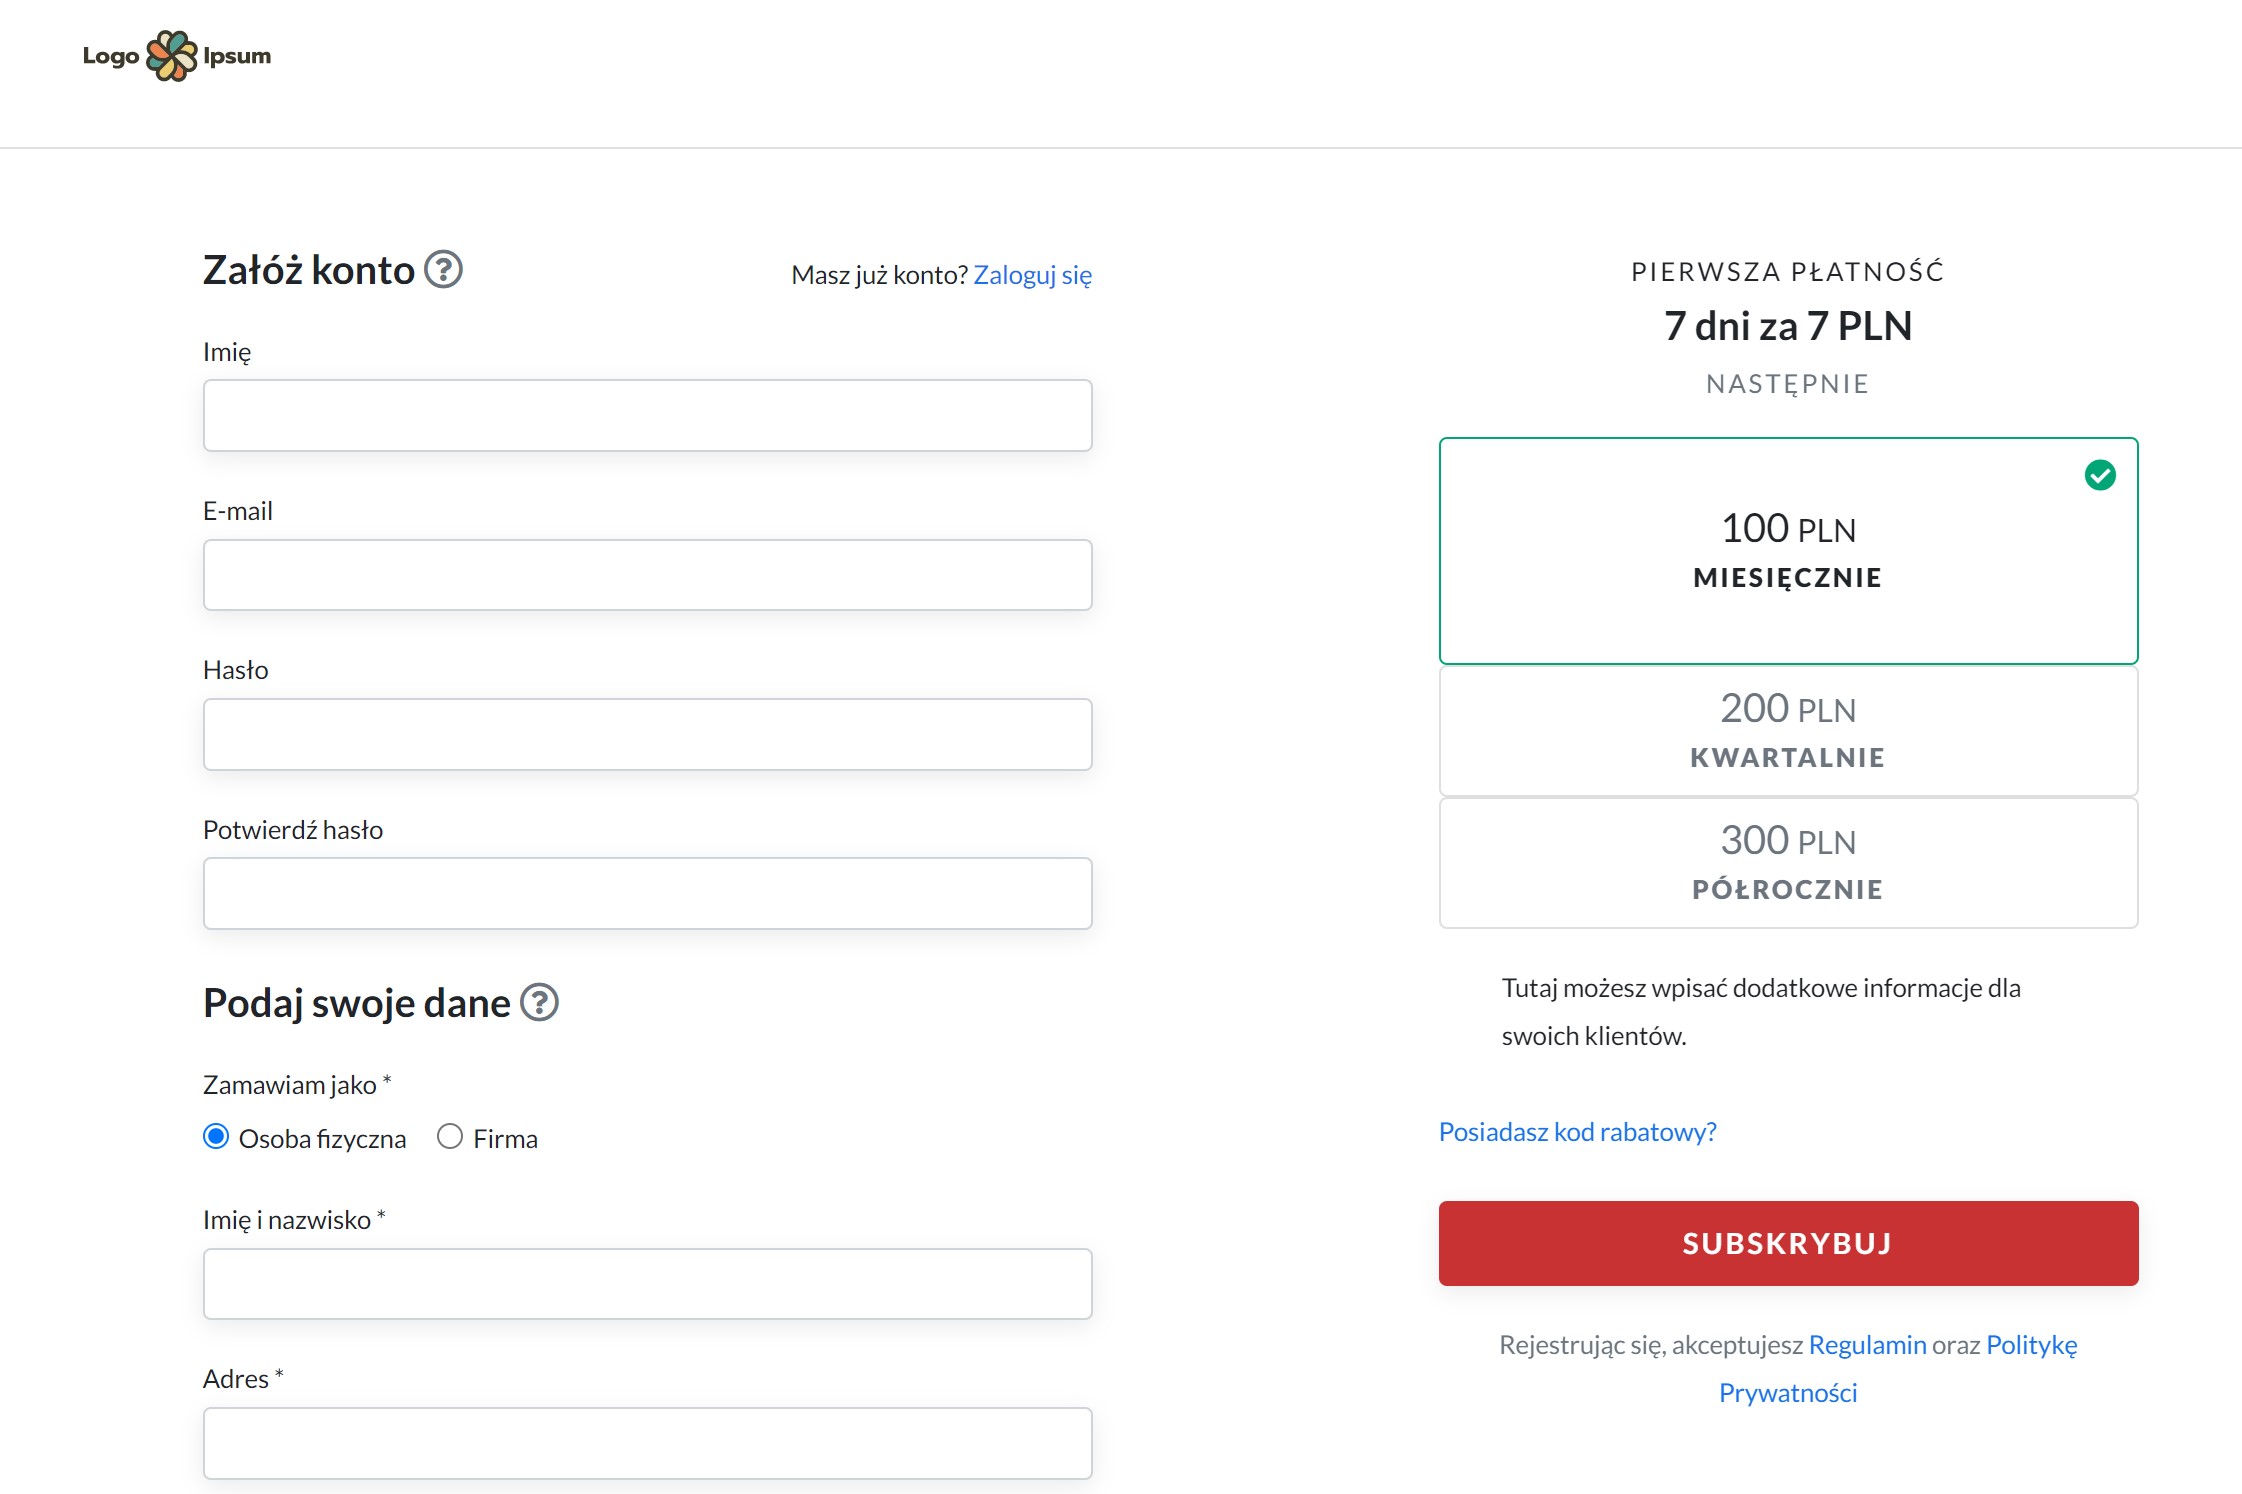 Logo Ipsum
Załóż konto
Masz już konto? Zaloguj się
Imię
E-mail
Hasło
Potwierdź hasło
Podaj swoje dane
Zamawiam jako *
Osoba fizyczna
Firma
Imię i nazwisko *
Adres *
PIERWSZA PŁATNOŚĆ
7 dni za 7 PLN
NASTĘPNIE
100 PLN
MIESIĘCZNIE
200 PLN
KWARTALNIE
300 PLN
PÓŁROCZNIE
Tutaj możesz wpisać dodatkowe informacje dla
swoich klientów.
Posiadasz kod rabatowy?
SUBSKRYBUJ
Rejestrując się, akceptujesz Regulamin oraz Politykę
Prywatności